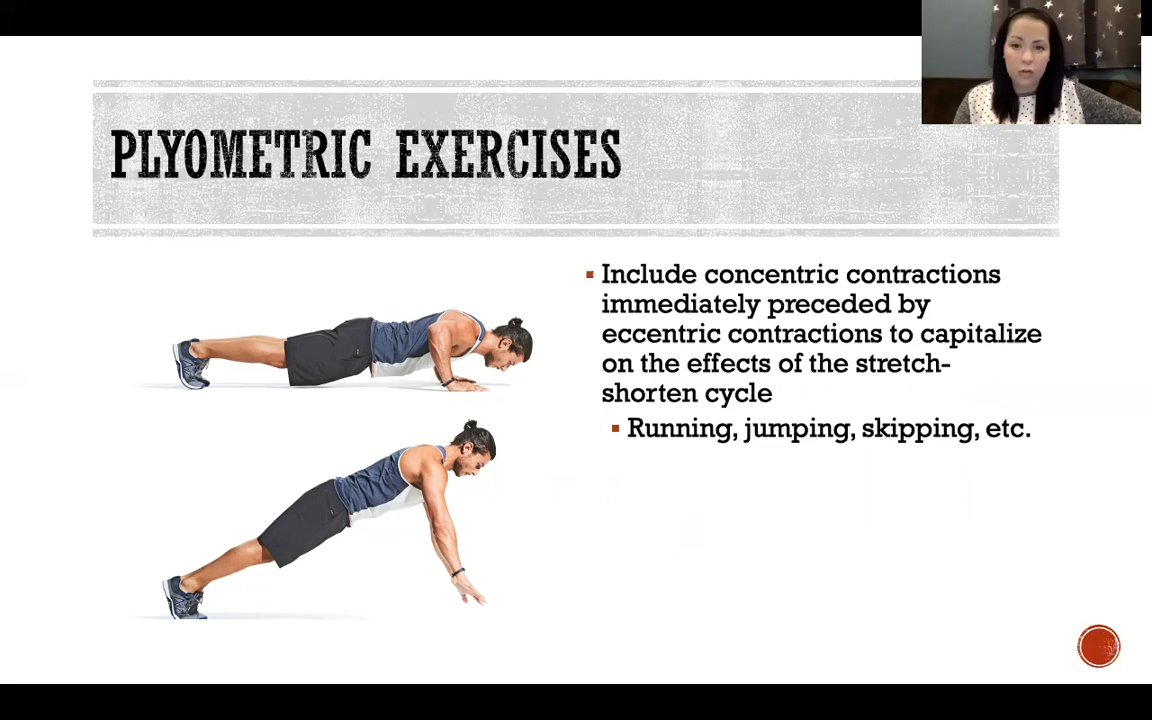 PLYOMETRIC EXERCISES
Include concentric contractions
immediately preceded by
eccentric contractions to capitalize
on the effects of the stretch-
shorten cycle
Running, jumping, skipping, etc.